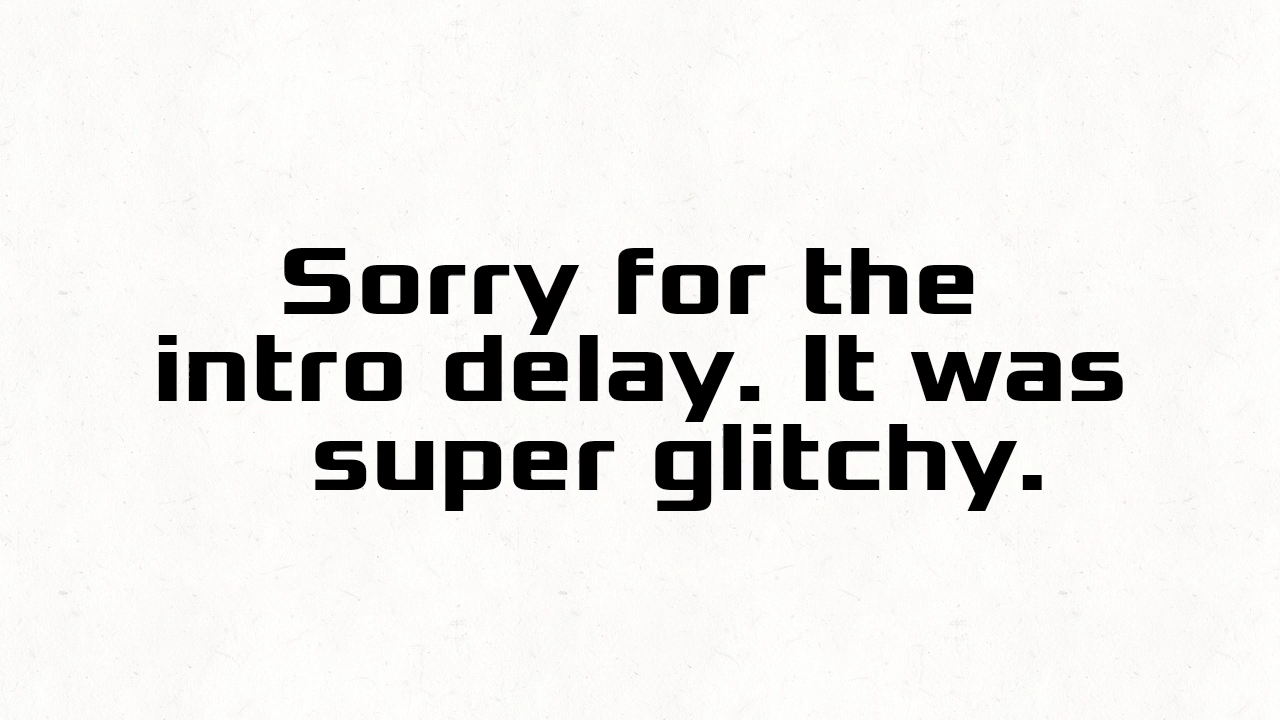 Sorry for the
intro delay. It was
super glitchy.